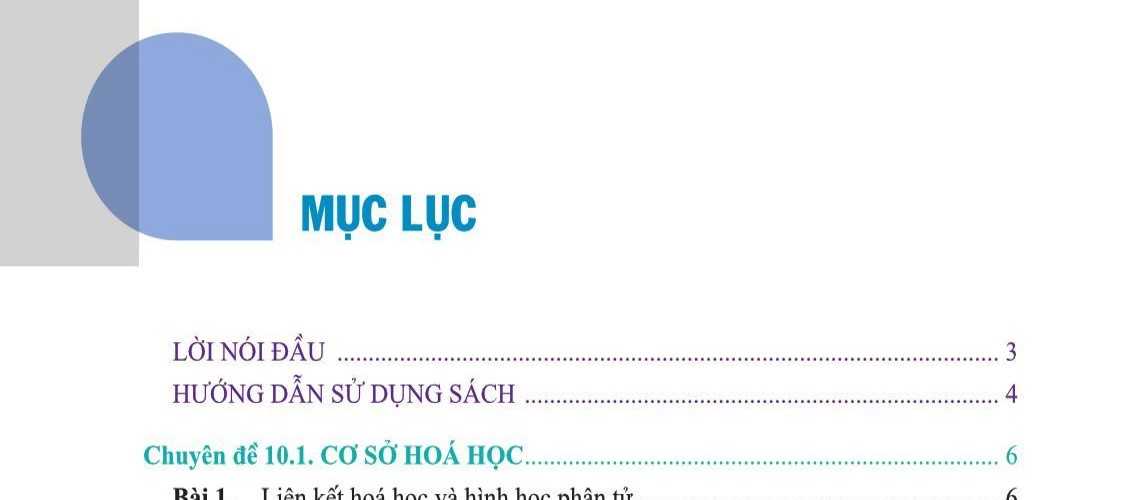 MỤC LỤC
LỜI NÓI ĐẦU ........................................................................................................ 3
HƯỚNG DẪN SỬ DỤNG SÁCH ........................................................................... 4
Chuyên đề 10.1. CƠ SỞ HOÁ HỌC........................................................................... 6
Bài 1. Liên kết hoá học và hình học phân tử ........................................................... 6